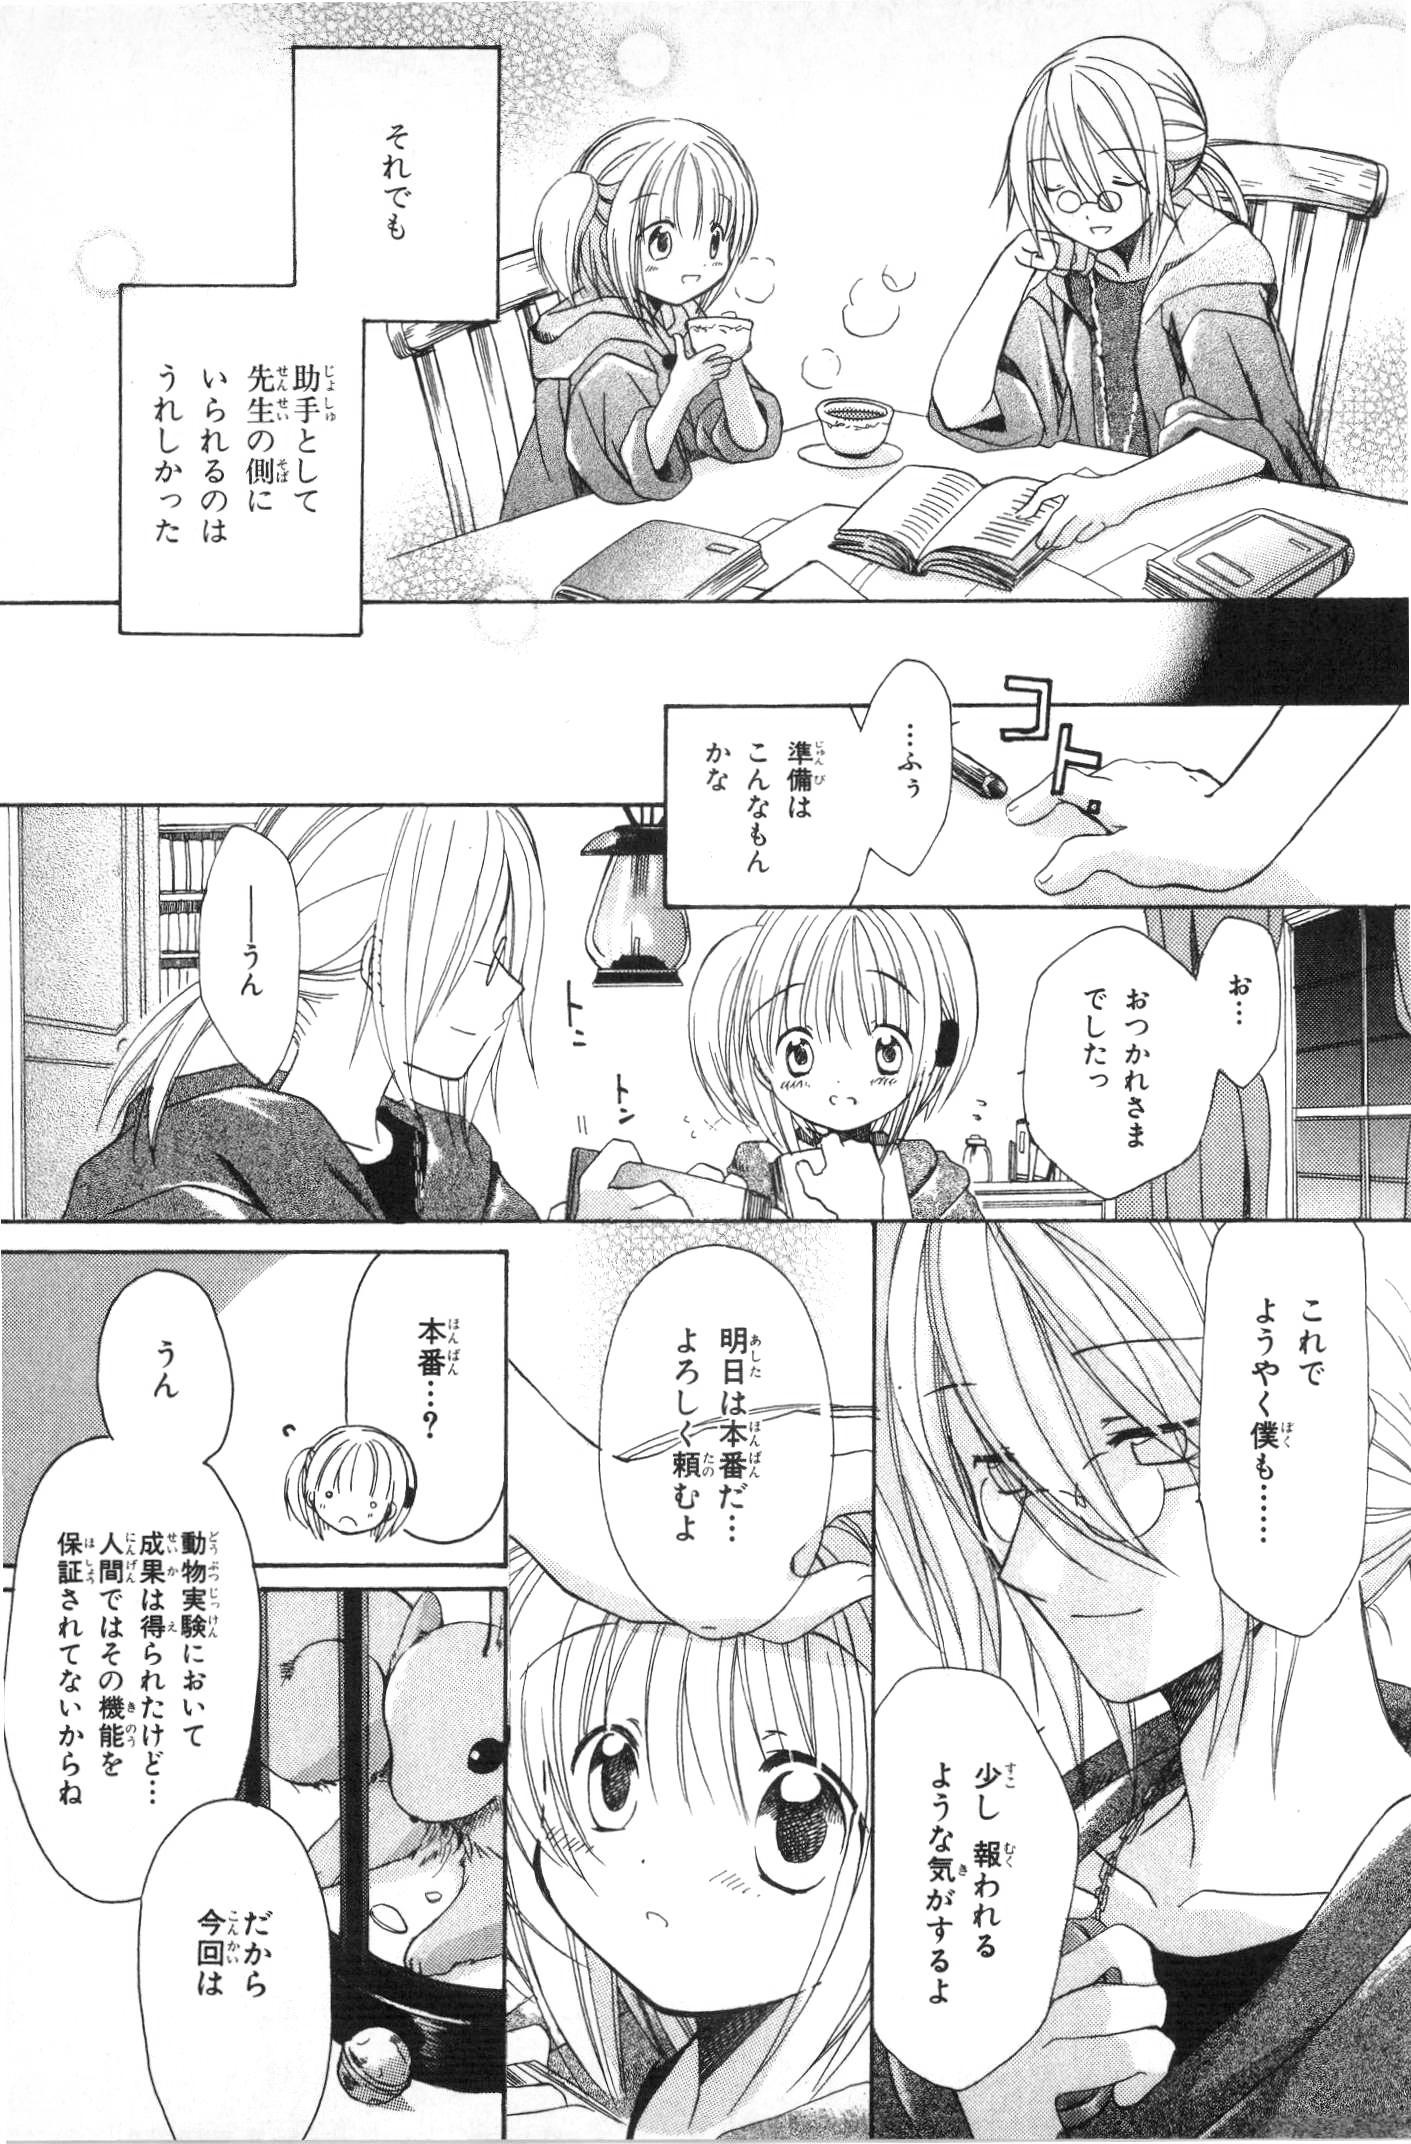 それでも
助手として
先生の側に
いられるのは
うれしかった
コト。
…ふぅ
準備は
こんなもん
かな
お…
おつかれさま
でしたっ
トン
トン
―うん
これで
ようやく僕も……
少し報われる
ような気がするよ
明日は本番だ…
よろしく頼むよ
本番…?
うん
動物実験において
成果は得られたけど…
人間ではその機能を
保証されてないからね
だから
今回は